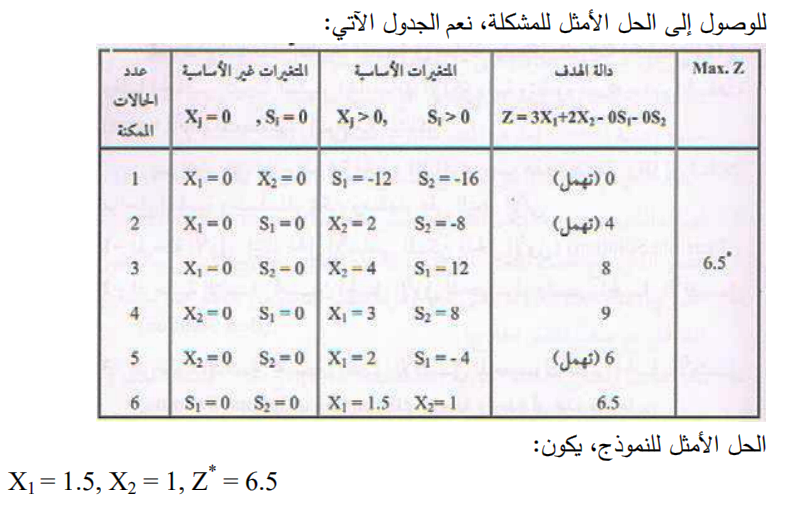 للوصول إلى الحل الأمثل للمشكلة، نعم الجدول الآتي:
عدد الحالات الممكنة | المتغيرات غير الأساسية | المتغيرات الأساسية | دالة الهدف | Max. Z
Xj = 0 , Si = 0 | Xj > 0, Si > 0 | Z = 3X1+2X2- 0S1- 0S2
1 | X1 = 0 X2 = 0 | S1 = -12 S2 = -16 | 0 (تهمل)
2 | X1 = 0 S1 = 0 | X2 = 2 S2 = -8 | 4 (تهمل)
3 | X1 = 0 S2 = 0 | X2 = 4 S1 = 12 | 8 | 6.5*
4 | X2 = 0 S1 = 0 | X1 = 3 S2 = 8 | 9
5 | X2 = 0 S2 = 0 | X1 = 2 S1 = - 4 | 6 (تهمل)
6 | S1 = 0 S2 = 0 | X1 = 1.5 X2= 1 | 6.5
الحل الأمثل للنموذج، يكون:
X1 = 1.5, X2 = 1, Z* = 6.5